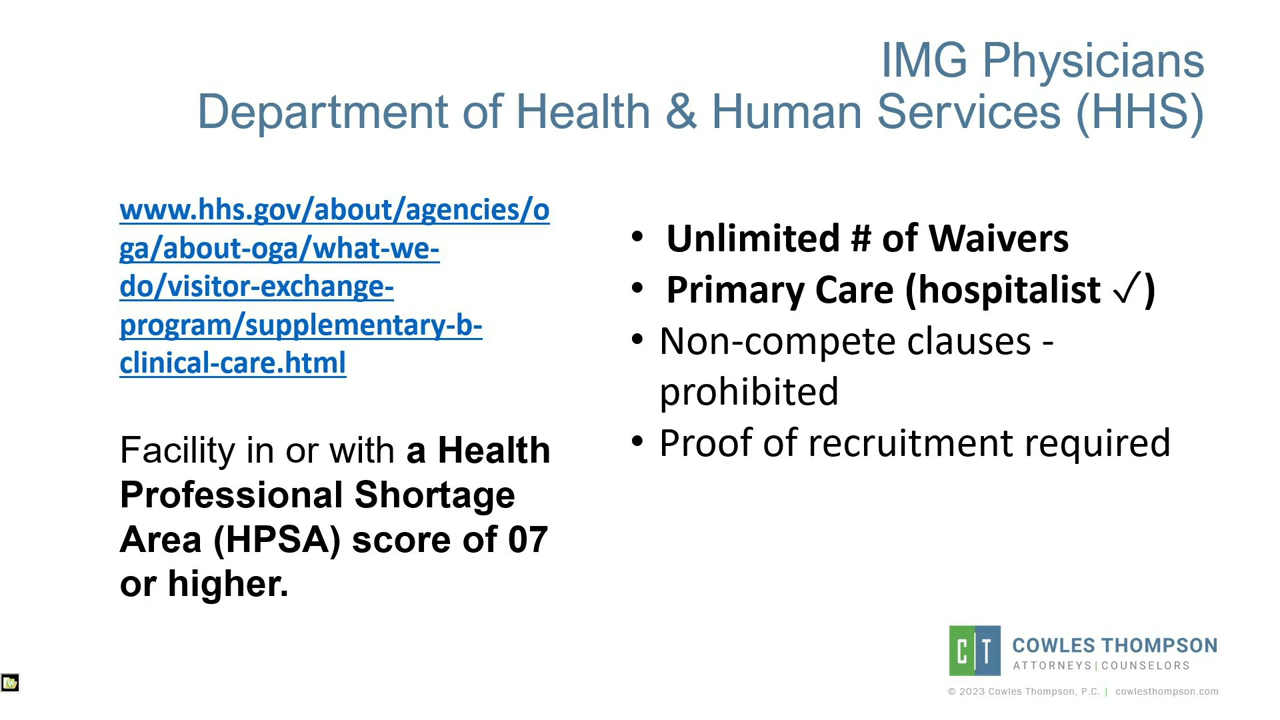 IMG Physicians
Department of Health & Human Services (HHS)
www.hhs.gov/about/agencies/o
ga/about-oga/what-we-
do/visitor-exchange-
program/supplementary-b-
clinical-care.html
Facility in or with a Health
Professional Shortage
Area (HPSA) score of 07
or higher.
• Unlimited # of Waivers
• Primary Care (hospitalist ✓)
• Non-compete clauses -
prohibited
• Proof of recruitment required
CT
COWLES THOMPSON
ATTORNEYS|COUNSELORS
© 2023 Cowles Thompson, P.C. | cowlesthompson.com